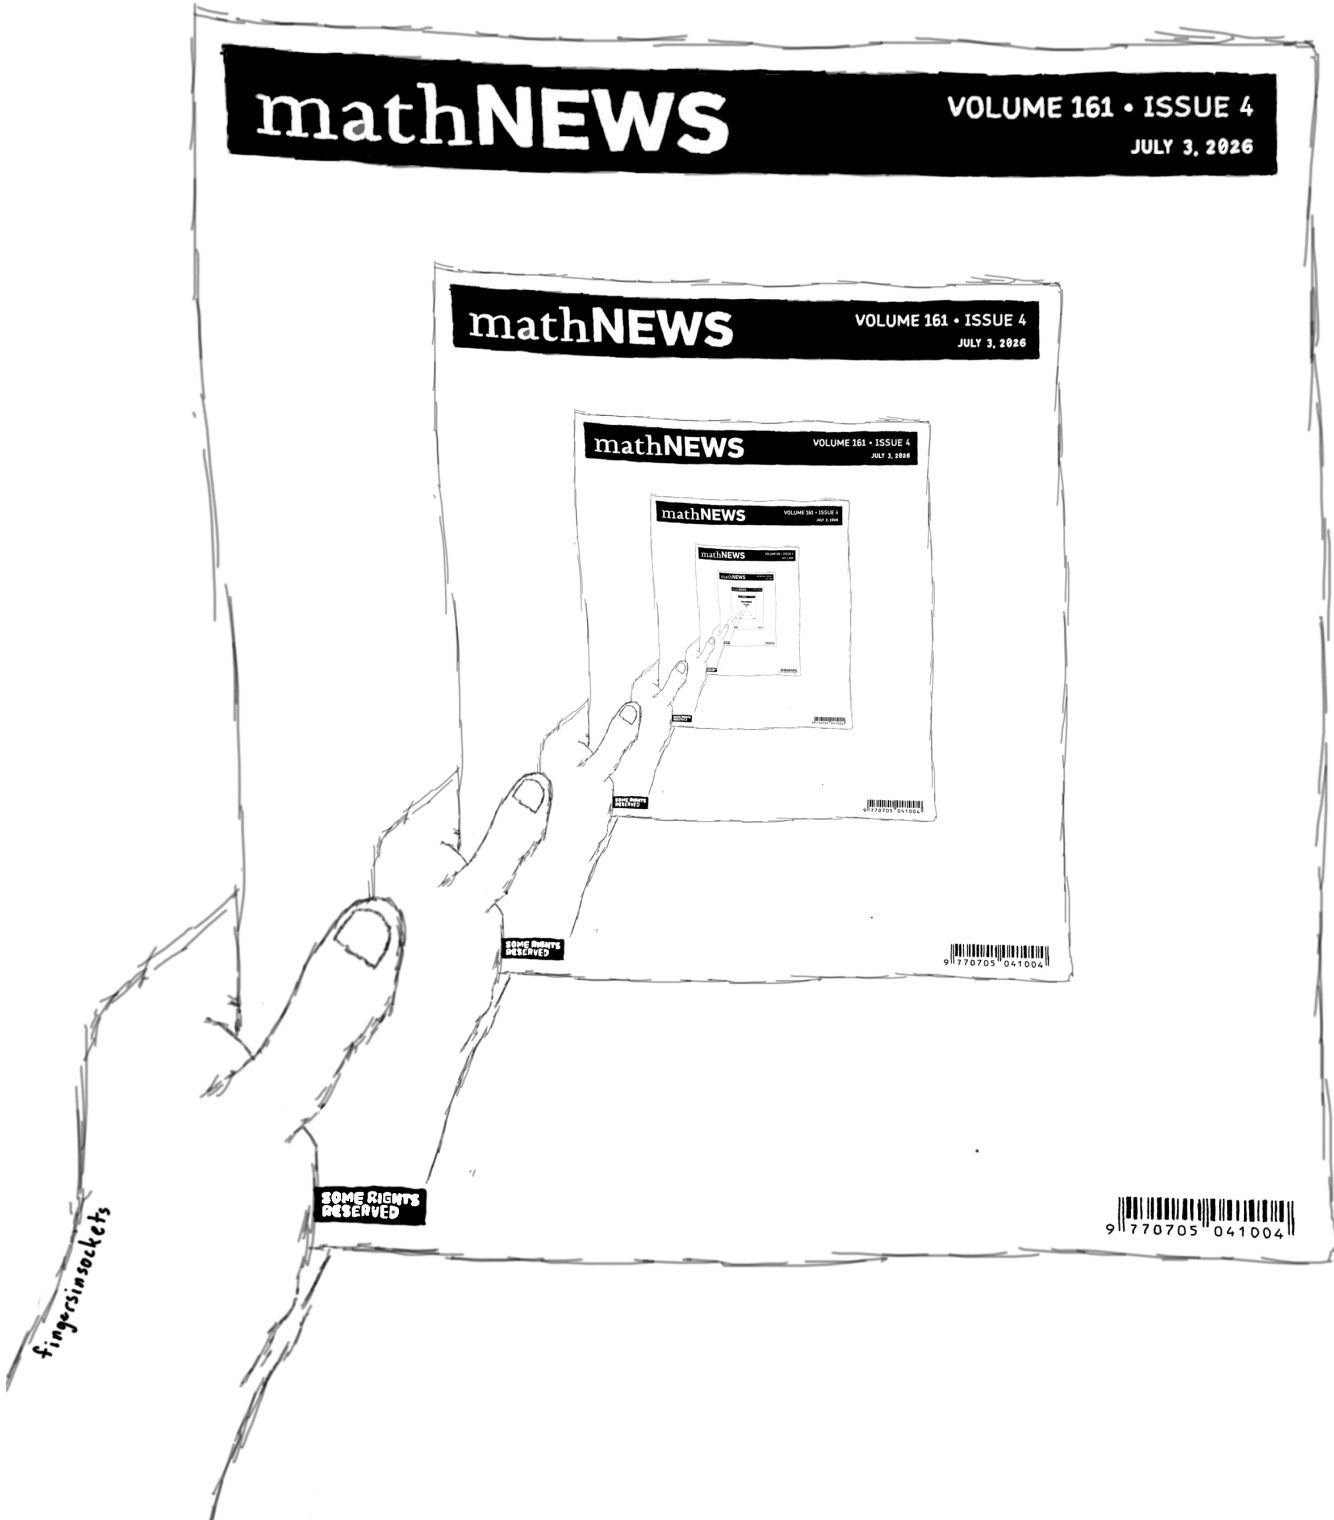 mathNEWS
VOLUME 161 • ISSUE 4
JULY 3, 2026
mathNEWS
VOLUME 161 • ISSUE 4
JULY 3, 2026
mathNEWS
VOLUME 161 • ISSUE 4
JULY 3, 2026
mathNEWS
VOLUME 161 • ISSUE 4
JULY 3, 2026
mathNEWS
mathNEWS
SOME RIGHTS
RESERVED
9 770705 041004
SOME RIGHTS
RESERVED
9 770705 041004
SOME RIGHTS
RESERVED
9 770705 041004
fingersinsockets